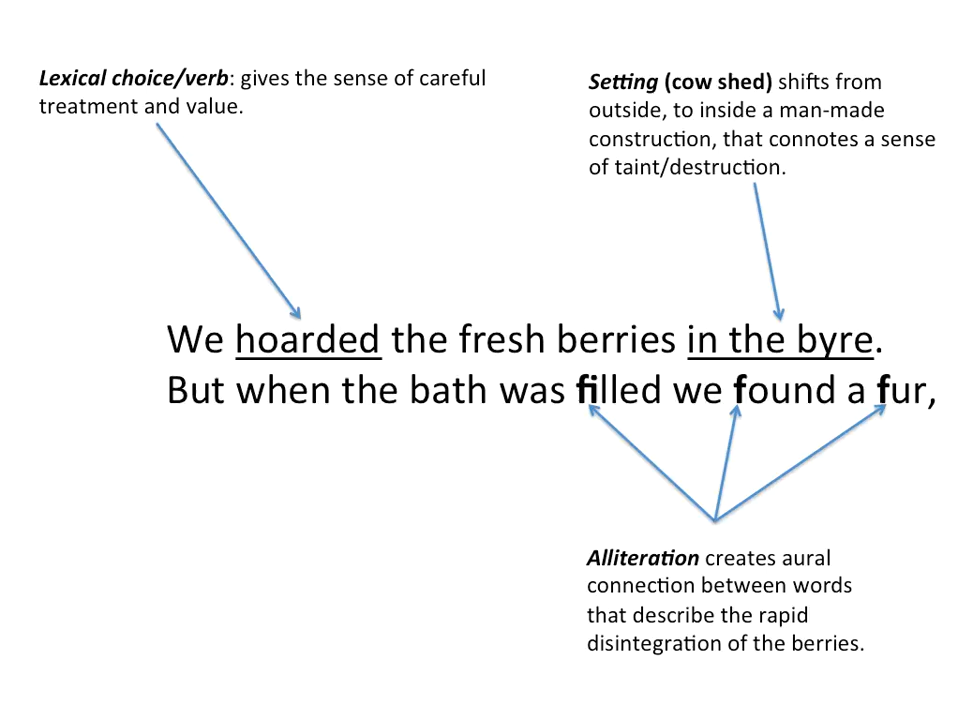 Lexical choice/verb: gives the sense of careful
treatment and value.
Setting (cow shed) shifts from
outside, to inside a man-made
construction, that connotes a sense
of taint/destruction.
We hoarded the fresh berries in the byre.
But when the bath was filled we found a fur,
Alliteration creates aural
connection between words
that describe the rapid
disintegration of the berries.